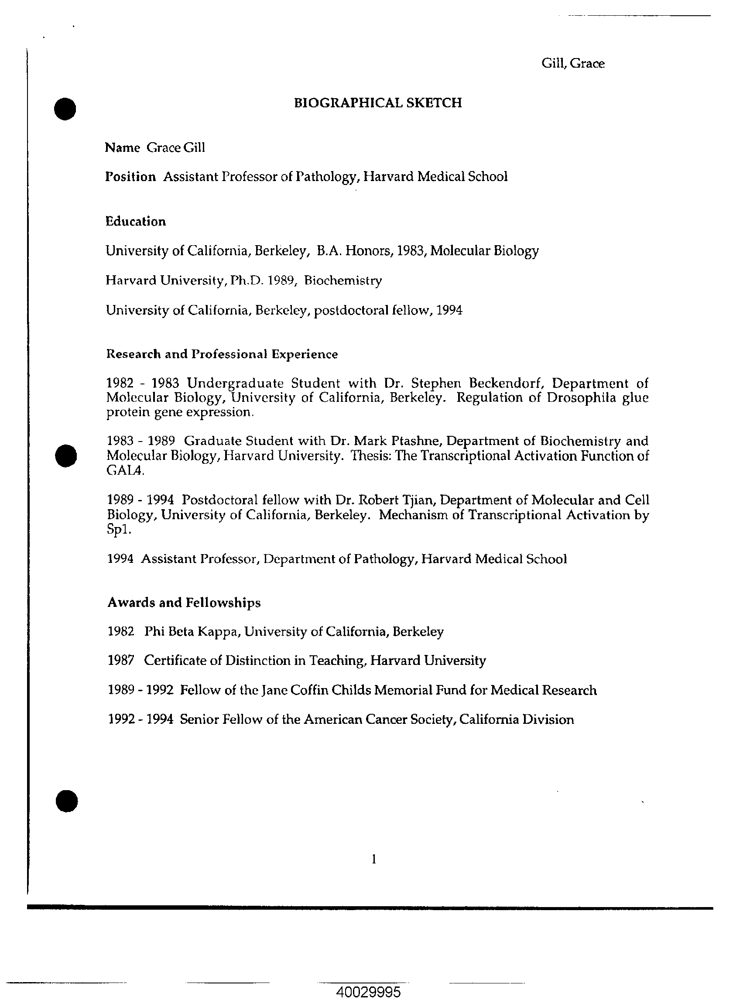 Gill, Grace
BIOGRAPHICAL SKETCH
Name Grace Gill
Position Assistant Professor of Pathology, Harvard Medical School
Education
University of California, Berkeley, B.A. Honors, 1983, Molecular Biology
Harvard University, Ph.D. 1989, Biochemistry
University of California, Berkeley, postdoctoral fellow, 1994
Research and Professional Experience
1982 - 1983 Undergraduate Student with Dr. Stephen Beckendorf, Department of
Molecular Biology, University of California, Berkeley. Regulation of Drosophila glue
protein gene expression.
1983 - 1989 Graduate Student with Dr. Mark Ptashne, Department of Biochemistry and
Molecular Biology, Harvard University. Thesis: The Transcriptional Activation Function of
GAL4.
1989 - 1994 Postdoctoral fellow with Dr. Robert Tjian, Department of Molecular and Cell
Biology, University of California, Berkeley. Mechanism of Transcriptional Activation by
Sp1.
1994 Assistant Professor, Department of Pathology, Harvard Medical School
Awards and Fellowships
1982 Phi Beta Kappa, University of California, Berkeley
1987 Certificate of Distinction in Teaching, Harvard University
1989 - 1992 Fellow of the Jane Coffin Childs Memorial Fund for Medical Research
1992 - 1994 Senior Fellow of the American Cancer Society, California Division
1
40029995